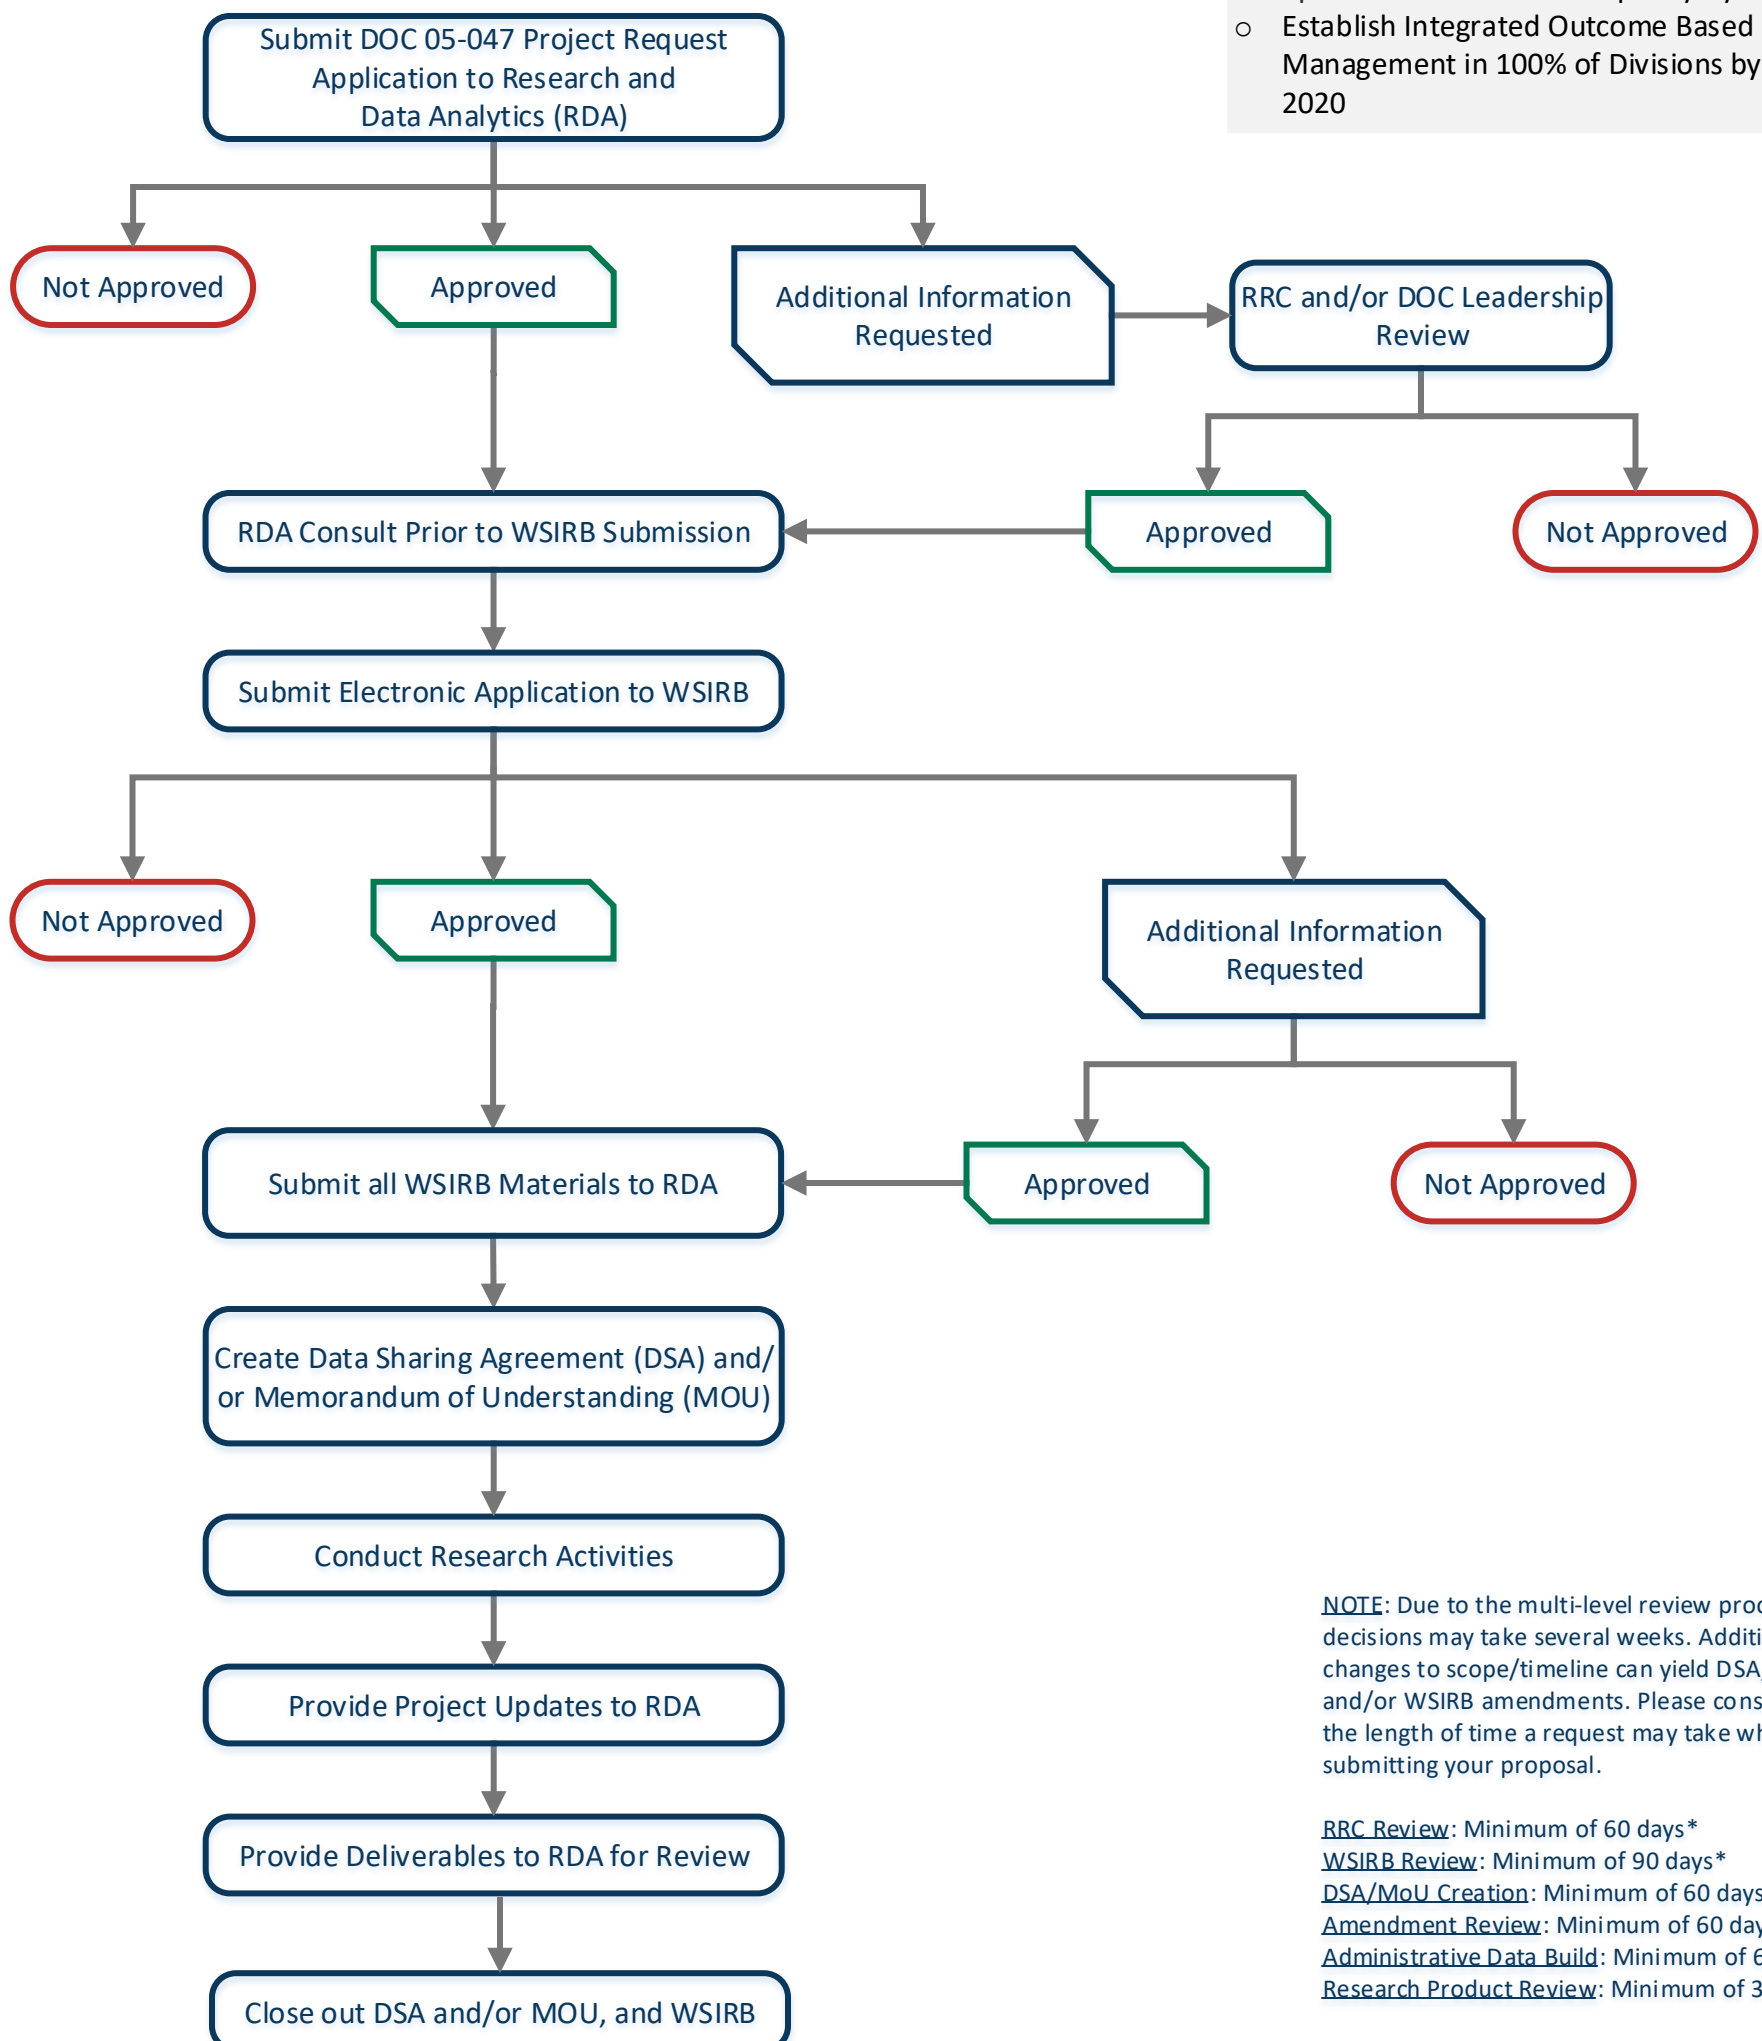 Submit DOC 05-047 Project Request
Application to Research and
Data Analytics (RDA)
○ Establish Integrated Outcome Based
Management in 100% of Divisions by
2020
Not Approved
Approved
Additional Information
Requested
RRC and/or DOC Leadership
Review
RDA Consult Prior to WSIRB Submission
Approved
Not Approved
Submit Electronic Application to WSIRB
Not Approved
Approved
Additional Information
Requested
Submit all WSIRB Materials to RDA
Approved
Not Approved
Create Data Sharing Agreement (DSA) and/
or Memorandum of Understanding (MOU)
Conduct Research Activities
Provide Project Updates to RDA
Provide Deliverables to RDA for Review
Close out DSA and/or MOU, and WSIRB
NOTE: Due to the multi-level review
decisions may take several weeks.
changes to scope/timeline can yield DSA,
and/or WSIRB amendments. Please
the length of time a request may take
submitting your proposal.
RRC Review: Minimum of 60 days*
WSIRB Review: Minimum of 90 days*
DSA/MoU Creation: Minimum of 60 days
Amendment Review: Minimum of 60
Administrative Data Build: Minimum of
Research Product Review: Minimum of